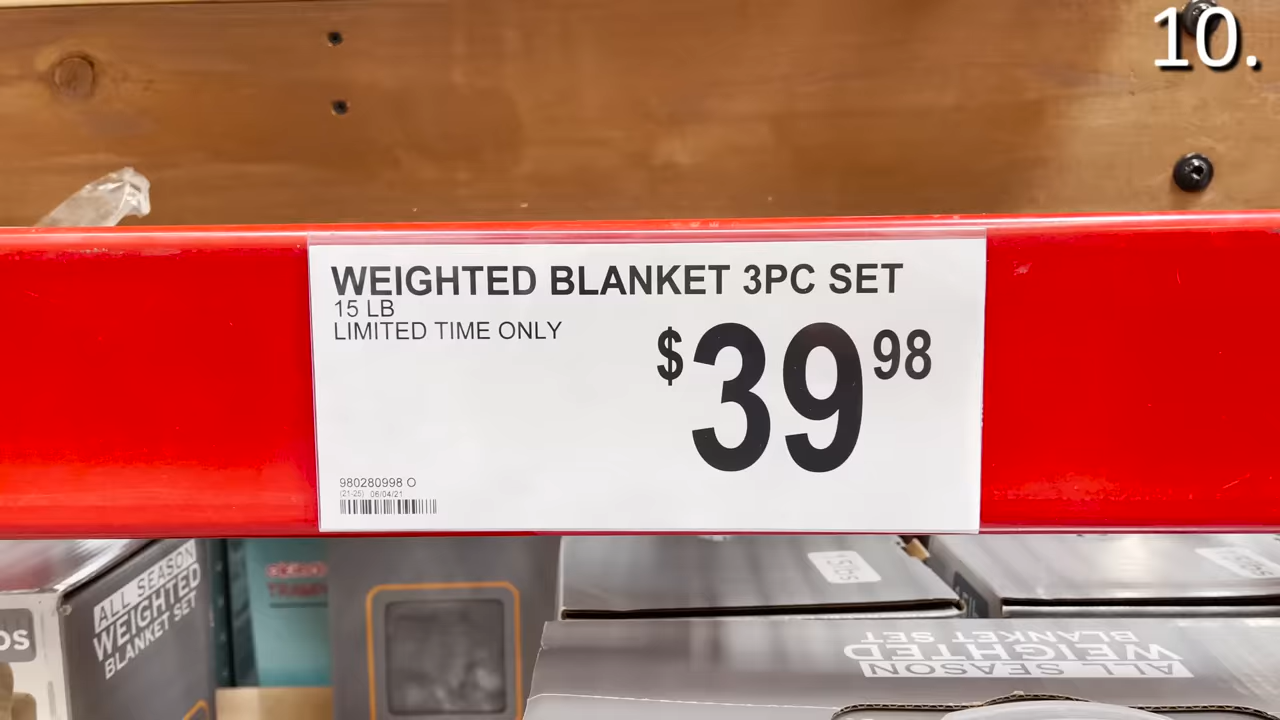 10.
WEIGHTED BLANKET 3PC SET
15 LB
LIMITED TIME ONLY
$39 98
980280998 O
(21-25) 06/04/21
ALL SEASON
WEIGHTED
BLANKET SET
15lbs
ALL SEASON
WEIGHTED
BLANKET SET